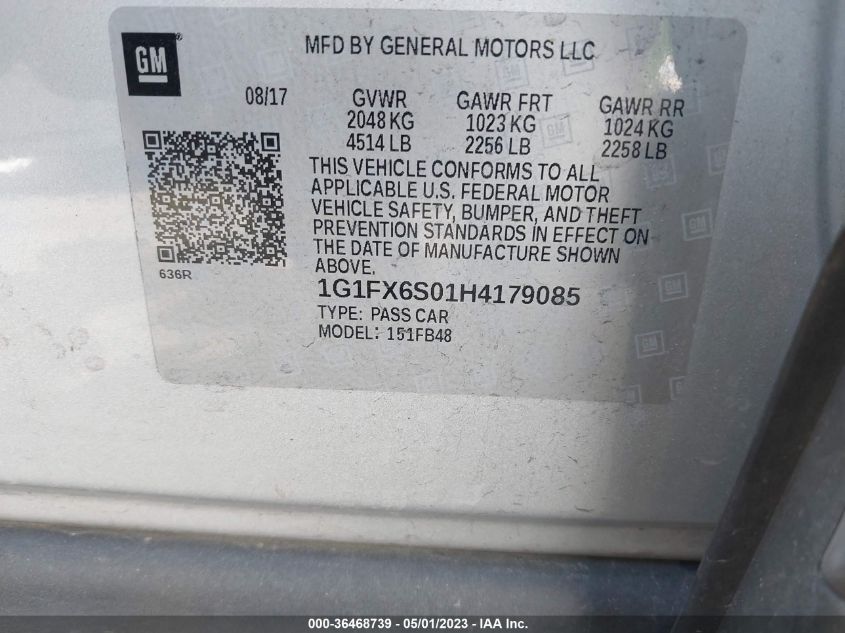 GM
MFD BY GENERAL MOTORS LLC
08/17
GVWR GAWR FRT GAWR RR
2048 KG 1023 KG 1024 KG
4514 LB 2256 LB 2258 LB
THIS VEHICLE CONFORMS TO ALL
APPLICABLE U.S. FEDERAL MOTOR
VEHICLE SAFETY, BUMPER, AND THEFT
PREVENTION STANDARDS IN EFFECT ON
THE DATE OF MANUFACTURE SHOWN
ABOVE.
636R
1G1FX6S01H4179085
TYPE: PASS CAR
MODEL: 151FB48
GM
GM
000-36468739 - 05/01/2023 - IAA Inc.